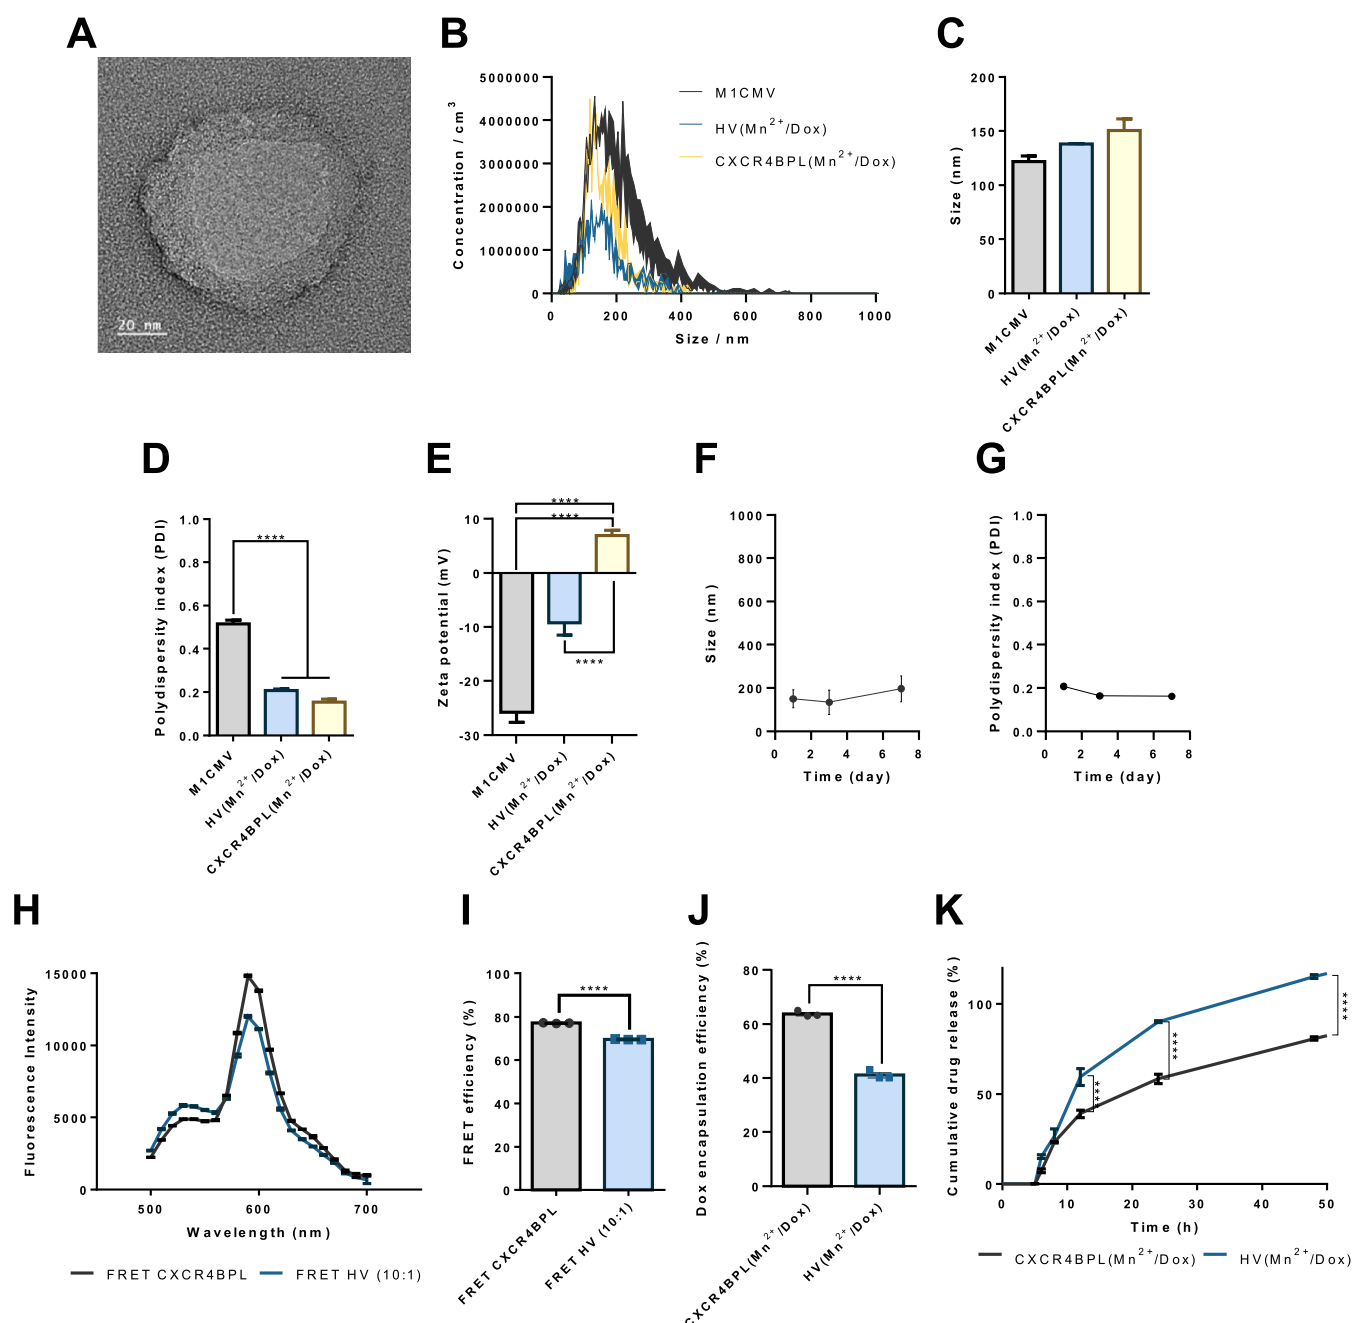 A
20 nm
B
5000000
4000000
3000000
2000000
1000000
0
Concentration / cm³
0 200 400 600 800 1000
Size / nm
M1CMV
HV(Mn²⁺/Dox)
CXCR4BPL(Mn²⁺/Dox)
C
200
150
100
50
0
Size (nm)
M1CMV
HV(Mn²⁺/Dox)
CXCR4BPL(Mn²⁺/Dox)
D
1.0
0.8
0.6
0.4
0.2
0.0
Polydispersity index (PDI)
****
M1CMV
HV(Mn²⁺/Dox)
CXCR4BPL(Mn²⁺/Dox)
E
10
0
-10
-20
-30
Zeta potential (mV)
****
****
****
M1CMV
HV(Mn²⁺/Dox)
CXCR4BPL(Mn²⁺/Dox)
F
1000
800
600
400
200
0
Size (nm)
0 2 4 6 8
Time (day)
G
1.0
0.8
0.6
0.4
0.2
0.0
Polydispersity index (PDI)
0 2 4 6 8
Time (day)
H
15000
10000
5000
0
Fluorescence Intensity
500 600 700
Wavelength (nm)
FRET CXCR4BPL FRET HV (10:1)
I
100
80
60
40
20
0
FRET efficiency (%)
****
FRET CXCR4BPL
FRET HV (10:1)
J
80
60
40
20
0
Dox encapsulation efficiency (%)
****
CXCR4BPL(Mn²⁺/Dox)
HV(Mn²⁺/Dox)
K
100
50
0
Cumulative drug release (%)
****
****
****
0 10 20 30 40 50
Time (h)
CXCR4BPL(Mn²⁺/Dox) HV(Mn²⁺/Dox)